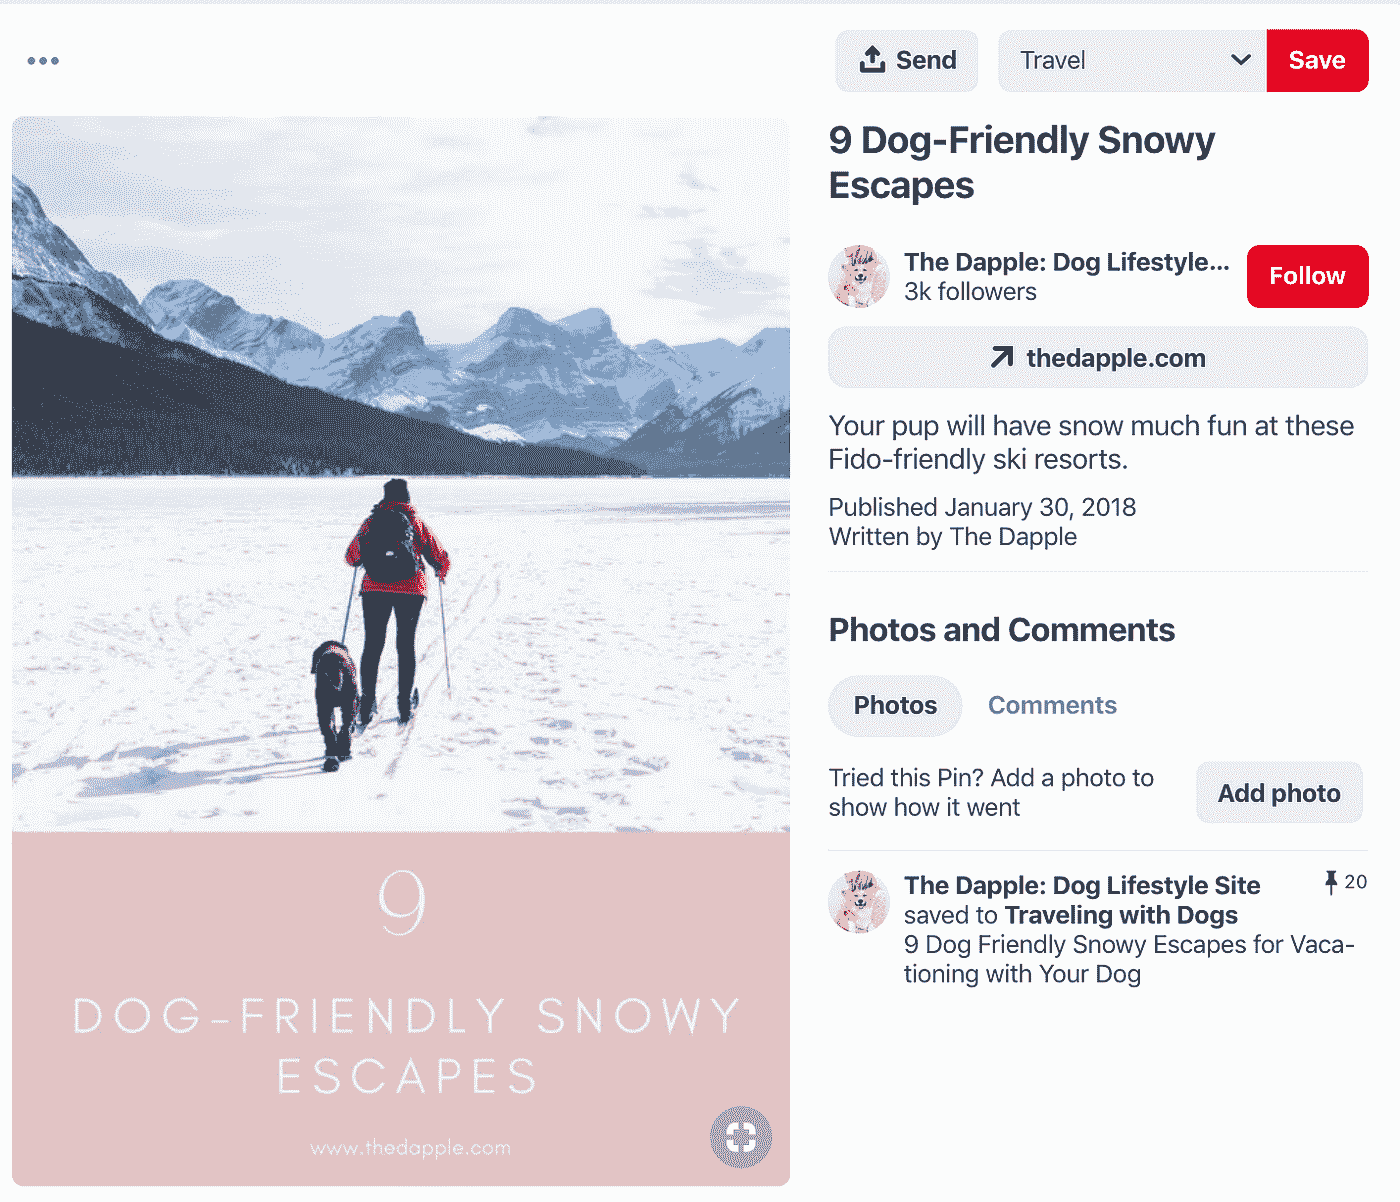 Send
Travel
Save
9 Dog-Friendly Snowy
Escapes
The Dapple: Dog Lifestyle...
3k followers
Follow
thedapple.com
Your pup will have snow much fun at these
Fido-friendly ski resorts.
Published January 30, 2018
Written by The Dapple
Photos and Comments
Photos
Comments
Tried this Pin? Add a photo to
show how it went
Add photo
The Dapple: Dog Lifestyle Site
20
saved to Traveling with Dogs
9 Dog Friendly Snowy Escapes for Vaca-
tioning with Your Dog
9
DOG-FRIENDLY SNOWY
ESCAPES
www.thedapple.com